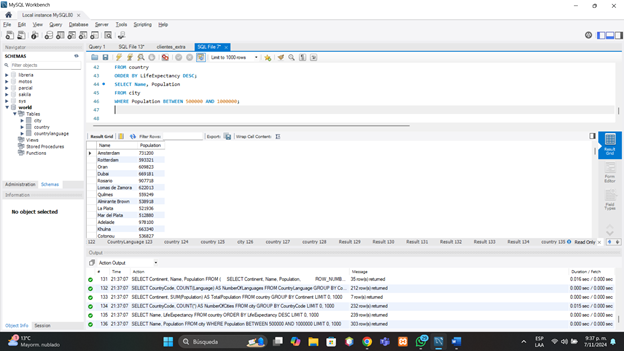 MySQL Workbench
Local instance MySQL80
File Edit View Query Database Server Tools Scripting Help
Navigator
SCHEMAS
Filter objects
libreria
motos
parcial
sakila
sys
world
Tables
city
country
countrylanguage
Views
Stored Procedures
Functions
Administration Schemas
Information
No object selected
Object Info Session
Query 1 SQL File 13* clientes_extra SQL File 7*
Limit to 1000 rows
42 FROM country
43 ORDER BY LifeExpectancy DESC;
44 SELECT Name, Population
45 FROM city
46 WHERE Population BETWEEN 500000 AND 1000000;
47
48
Result Grid Filter Rows: Export: Wrap Cell Content:
Name Population
Amsterdam 731200
Rotterdam 593321
Oran 609823
Dubai 669181
Rosario 907718
Lomas de Zamora 622013
Quilmes 559249
Almirante Brown 538918
La Plata 521936
Mar del Plata 512880
Adelaide 978100
Khulna 663340
Cotonou 536827
Result Grid
Form Editor
Field Types
122 CountryLanguage 123 country 124 country 125 city 126 country 127 country 128 Result 129 Result 130 Result 131 Result 132 Result 133 country 134 country 135 city 136 Read Only
Output
Action Output
# Time Action Message Duration / Fetch
131 21:37:07 SELECT Continent, Name, Population FROM ( SELECT Continent, Name, Population, ROW_NUMB... 35 row(s) returned 0.016 sec / 0.000 sec
132 21:37:07 SELECT CountryCode, COUNT(Language) AS NumberOfLanguages FROM CountryLanguage GROUP BY Co... 212 row(s) returned 0.000 sec / 0.000 sec
133 21:37:07 SELECT Continent, SUM(Population) AS TotalPopulation FROM country GROUP BY Continent LIMIT 0, 1000 7 row(s) returned 0.000 sec / 0.000 sec
134 21:37:07 SELECT CountryCode, COUNT(*) AS NumberOfCities FROM city GROUP BY CountryCode LIMIT 0, 1000 232 row(s) returned 0.015 sec / 0.000 sec
135 21:37:07 SELECT Name, LifeExpectancy FROM country ORDER BY LifeExpectancy DESC LIMIT 0, 1000 239 row(s) returned 0.000 sec / 0.000 sec
136 21:37:07 SELECT Name, Population FROM city WHERE Population BETWEEN 500000 AND 1000000 LIMIT 0, 1000 303 row(s) returned 0.000 sec / 0.000 sec
13°C
Mayorm. nublado
Búsqueda
ESP
LAA
9:37 p. m.
7/11/2024